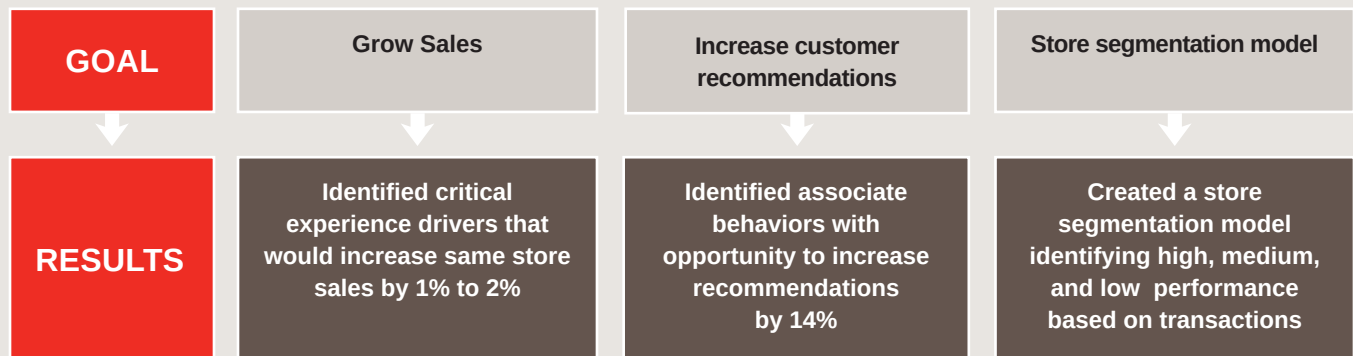 GOAL
Grow Sales
Increase customer
recommendations
Store segmentation model
RESULTS
Identified critical
experience drivers that
would increase same store
sales by 1% to 2%
Identified associate
behaviors with
opportunity to increase
recommendations
by 14%
Created a store
segmentation model
identifying high, medium,
and low  performance
based on transactions